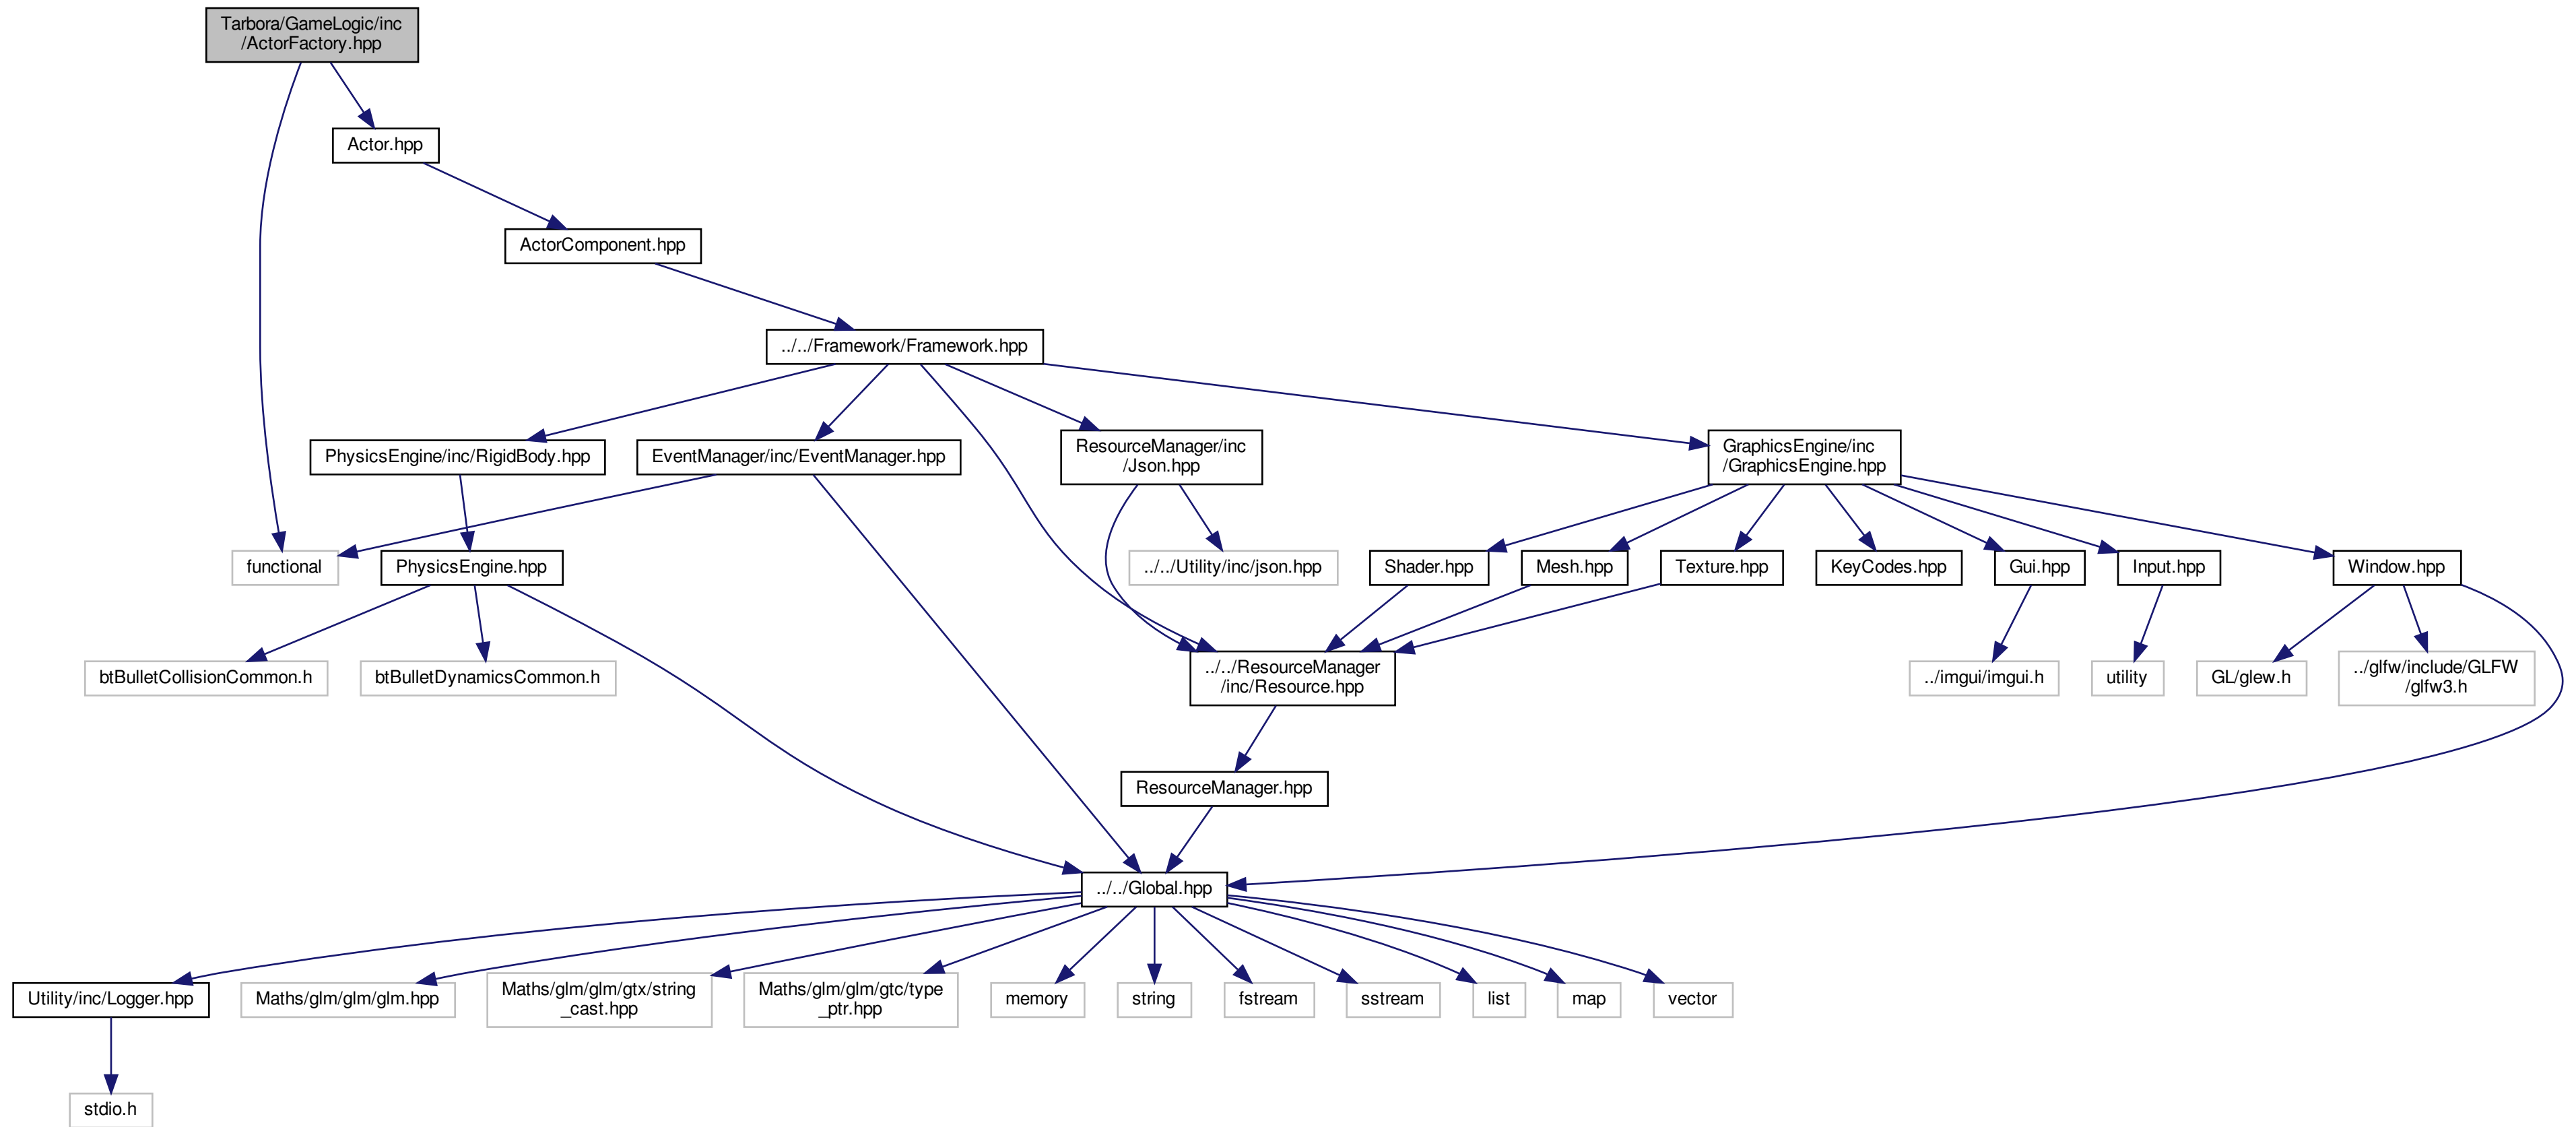 Tarbora/GameLogic/inc
/ActorFactory.hpp
Actor.hpp
ActorComponent.hpp
../../Framework/Framework.hpp
PhysicsEngine/inc/RigidBody.hpp
EventManager/inc/EventManager.hpp
ResourceManager/inc
/Json.hpp
GraphicsEngine/inc
/GraphicsEngine.hpp
functional
PhysicsEngine.hpp
../../Utility/inc/json.hpp
Shader.hpp
Mesh.hpp
Texture.hpp
KeyCodes.hpp
Gui.hpp
Input.hpp
Window.hpp
btBulletCollisionCommon.h
btBulletDynamicsCommon.h
../../ResourceManager
/inc/Resource.hpp
../imgui/imgui.h
utility
GL/glew.h
../glfw/include/GLFW
/glfw3.h
ResourceManager.hpp
../../Global.hpp
Utility/inc/Logger.hpp
Maths/glm/glm/glm.hpp
Maths/glm/glm/gtx/string
_cast.hpp
Maths/glm/glm/gtc/type
_ptr.hpp
memory
string
fstream
sstream
list
map
vector
stdio.h